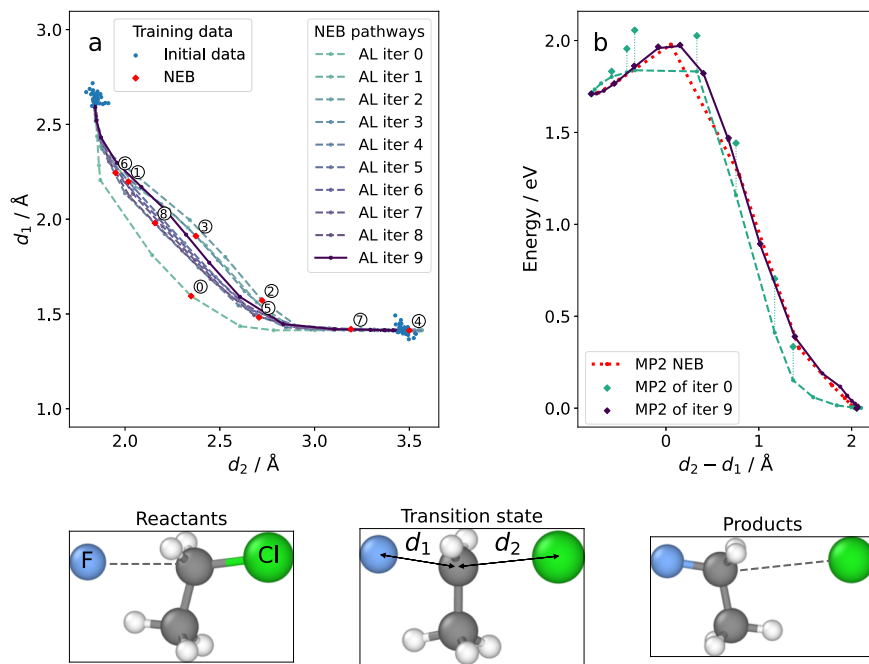 a
Training data
Initial data
NEB
NEB pathways
AL iter 0
AL iter 1
AL iter 2
AL iter 3
AL iter 4
AL iter 5
AL iter 6
AL iter 7
AL iter 8
AL iter 9
3.0
2.5
2.0
1.5
1.0
d₁ / Å
⑥ ①
⑧ ③
⓪ ②
⑤ ⑦ ④
2.0 2.5 3.0 3.5
d₂ / Å
b
2.0
1.5
1.0
0.5
0.0
Energy / eV
MP2 NEB
MP2 of iter 0
MP2 of iter 9
0 1 2
d₂ − d₁ / Å
Reactants
F Cl
Transition state
d₁ d₂
Products